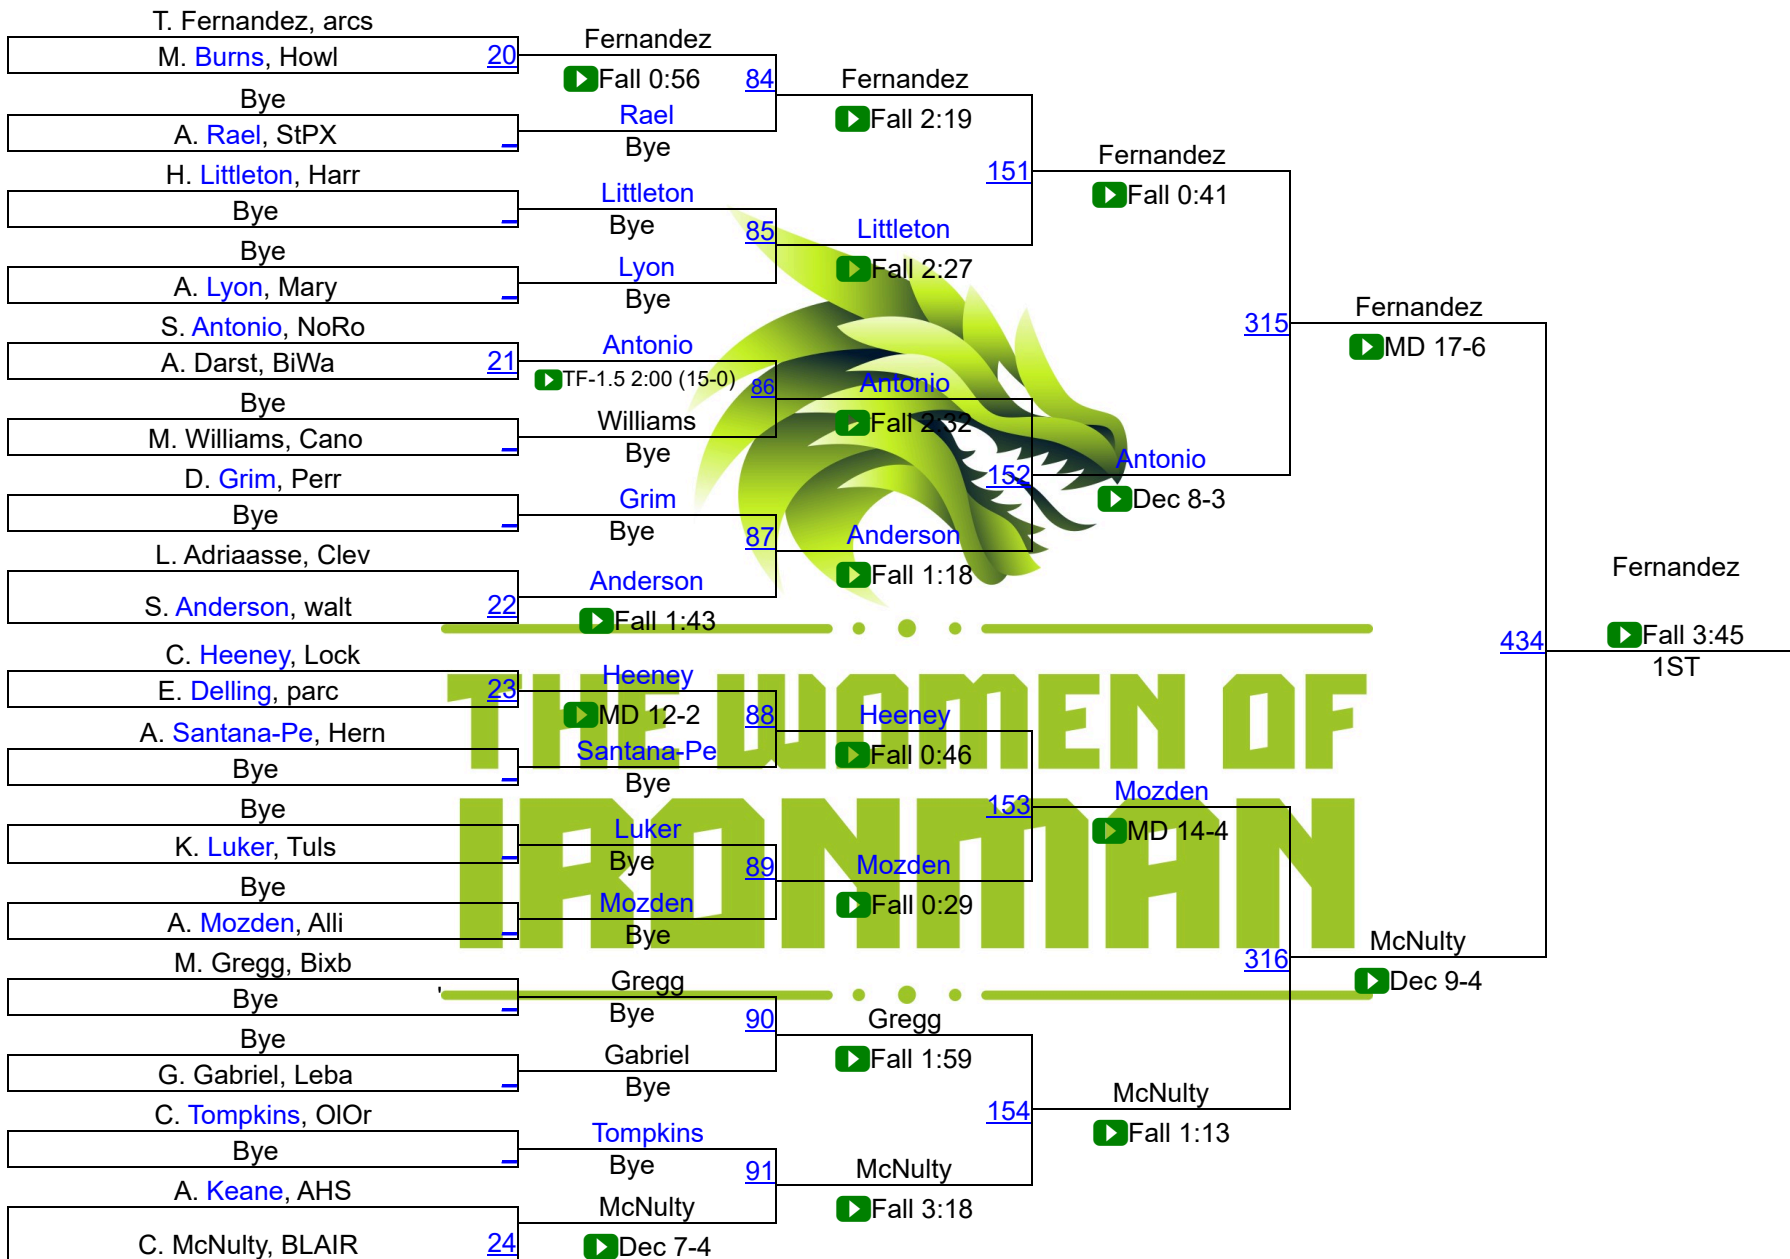 T. Fernandez, arcs
M. Burns, Howl 20
Bye
A. Rael, StPX
H. Littleton, Harr
Bye
Bye
A. Lyon, Mary
S. Antonio, NoRo
A. Darst, BiWa 21
Bye
M. Williams, Cano
D. Grim, Perr
Bye
L. Adriaasse, Clev
S. Anderson, walt 22
C. Heeney, Lock
E. Delling, parc 23
A. Santana-Pe, Hern
Bye
Bye
K. Luker, Tuls
Bye
A. Mozden, Alli
M. Gregg, Bixb
Bye
Bye
G. Gabriel, Leba
C. Tompkins, OlOr
Bye
A. Keane, AHS
C. McNulty, BLAIR 24
Fernandez
Fall 0:56 84
Rael
Bye
Littleton
Bye 85
Lyon
Bye
Antonio
TF-1.5 2:00 (15-0) 86
Williams
Bye
Grim
Bye 87
Anderson
Fall 1:43
Heeney
MD 12-2 88
Santana-Pe
Bye
Luker
Bye 89
Mozden
Bye
'
Gregg
Bye 90
Gabriel
Bye
Tompkins
Bye 91
McNulty
Dec 7-4
Fernandez
Fall 2:19
151
Littleton
Fall 2:27
Antonio
Fall 2:32
152
Anderson
Fall 1:18
Heeney
Fall 0:46
153
Mozden
Fall 0:29
Gregg
Fall 1:59
154
McNulty
Fall 3:18
Fernandez
Fall 0:41
315
Antonio
Dec 8-3
Mozden
MD 14-4
316
McNulty
Fall 1:13
Fernandez
MD 17-6
434
McNulty
Dec 9-4
Fernandez
Fall 3:45
1ST
THE WOMEN OF
IRONMAN